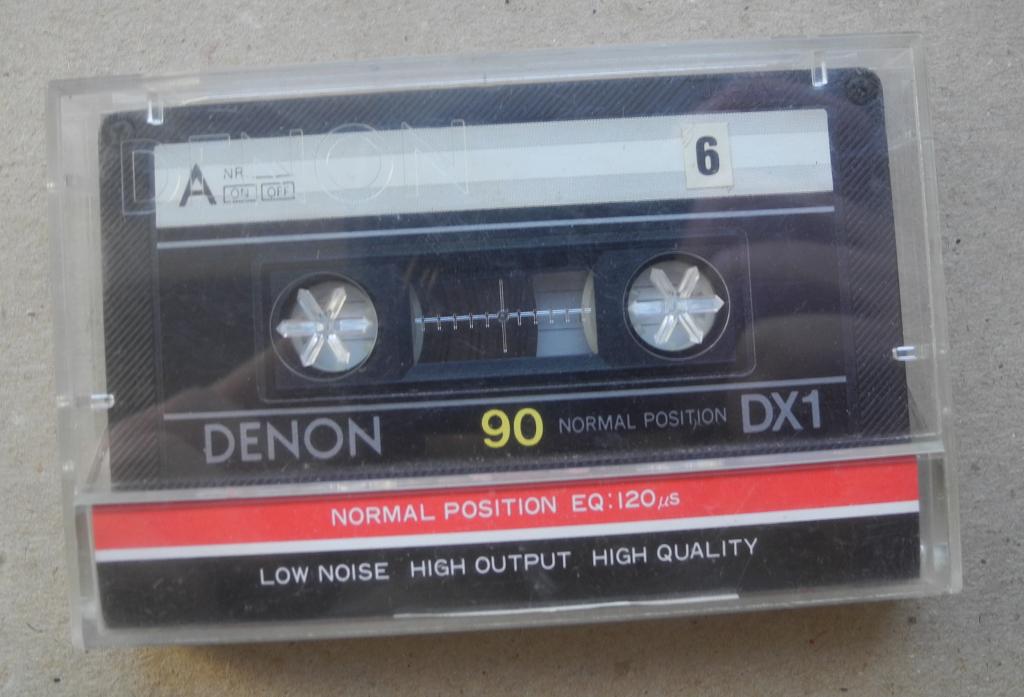 DENON
A NR
ON OFF
6
DENON 90 NORMAL POSITION DX1
NORMAL POSITION EQ:120μs
LOW NOISE HIGH OUTPUT HIGH QUALITY